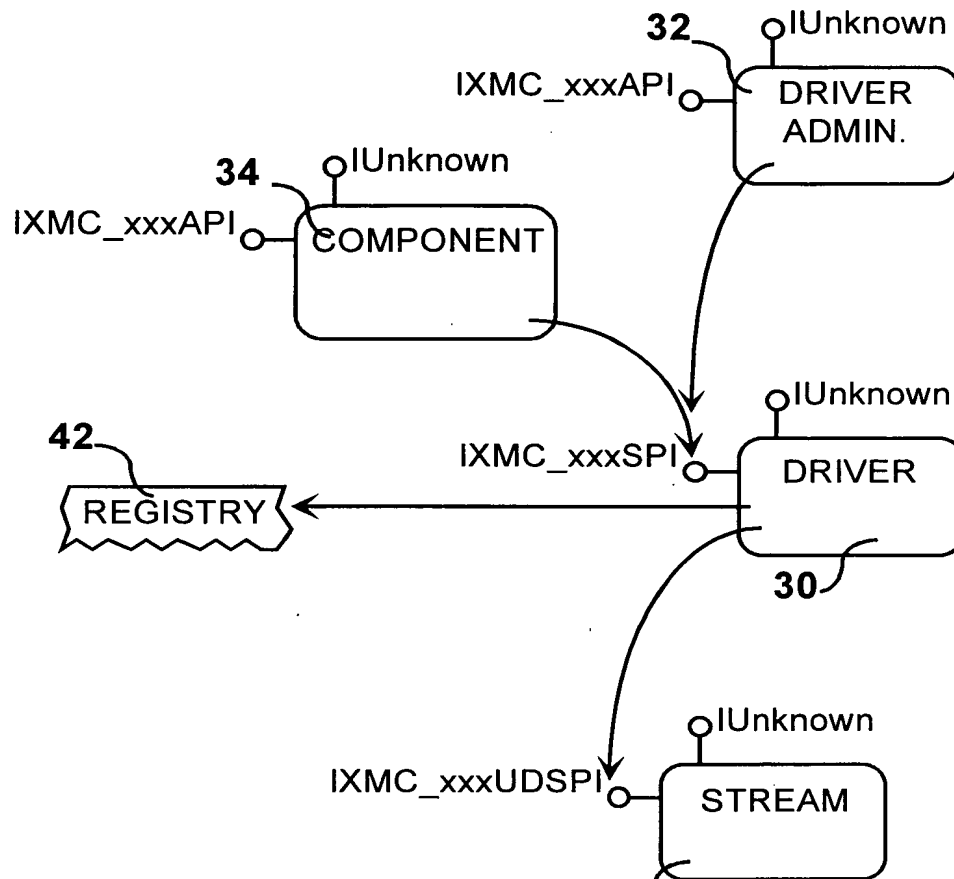 32
IUnknown
IXMC_xxxAPI
DRIVER
ADMIN.
34
IUnknown
IXMC_xxxAPI
COMPONENT
IUnknown
42
IXMC_xxxSPI
DRIVER
REGISTRY
30
IUnknown
IXMC_xxxUDSPI
STREAM